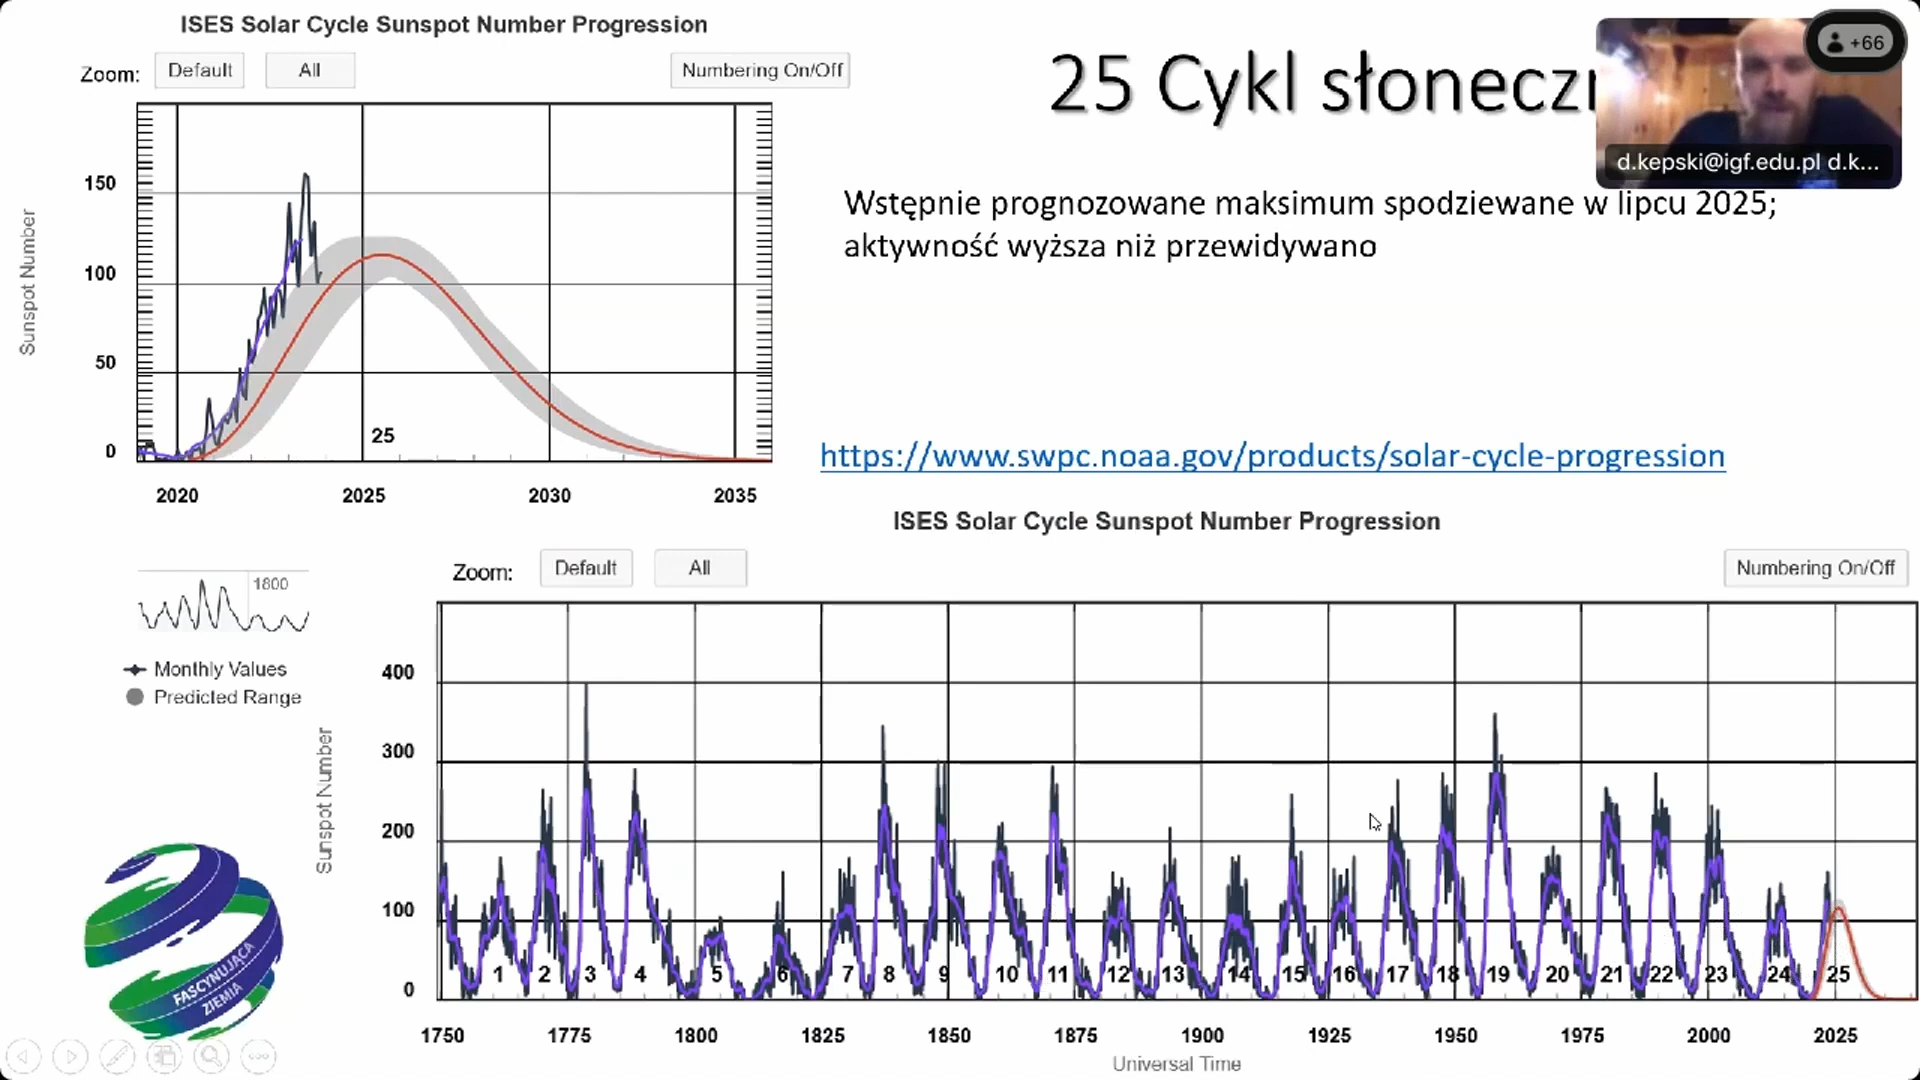 ISES Solar Cycle Sunspot Number Progression
Zoom:
Default
All
Numbering On/Off
Sunspot Number
150
100
50
0
25
2020
2025
2030
2035
25 Cykl słoneczn
+66
d.kepski@igf.edu.pl d.k...
Wstępnie prognozowane maksimum spodziewane w lipcu 2025;
aktywność wyższa niż przewidywano
https://www.swpc.noaa.gov/products/solar-cycle-progression
1800
Monthly Values
Predicted Range
FASCYNUJĄCA
ZIEMIA
ISES Solar Cycle Sunspot Number Progression
Zoom:
Default
All
Numbering On/Off
Sunspot Number
400
300
200
100
0
1 2 3 4 5 6 7 8 9 10 11 12 13 14 15 16 17 18 19 20 21 22 23 24 25
1750 1775 1800 1825 1850 1875 1900 1925 1950 1975 2000 2025
Universal Time